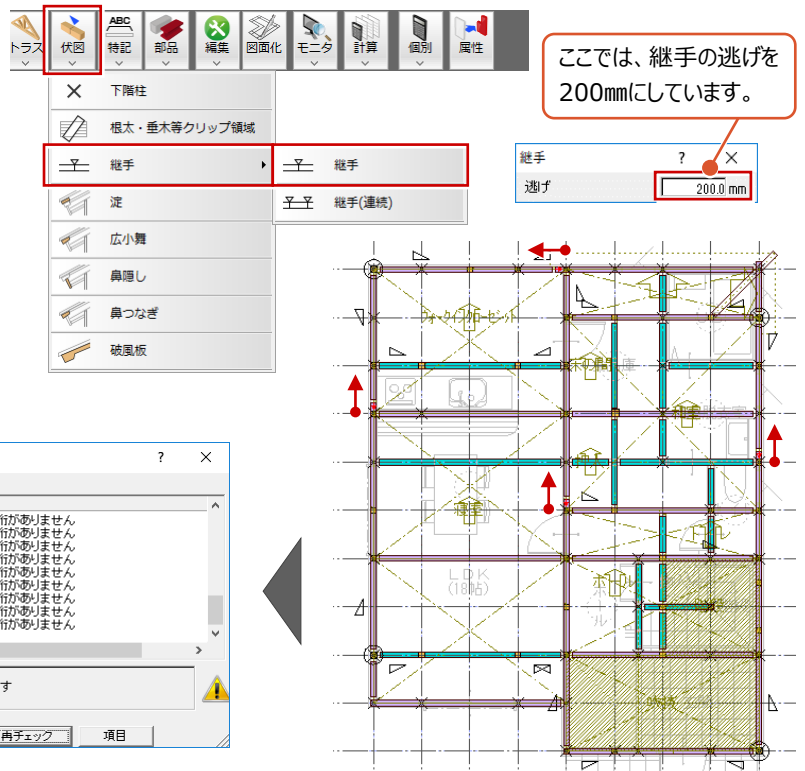 トラス
伏図
ABC
特記
部品
編集
図面化
モニタ
計算
個別
属性
下階柱
根太・垂木等クリップ領域
継手
継手
淀
継手(連続)
広小舞
鼻隠し
鼻つなぎ
破風板
ここでは、継手の逃げを
200mmにしています。
継手 ? ×
逃げ 200.0 mm
ウォークインクローゼット
寝室
LDK
(18帖)
ホール
トイレ
? ×
桁がありません
桁がありません
桁がありません
桁がありません
桁がありません
桁がありません
桁がありません
桁がありません
桁がありません
す
再チェック
項目